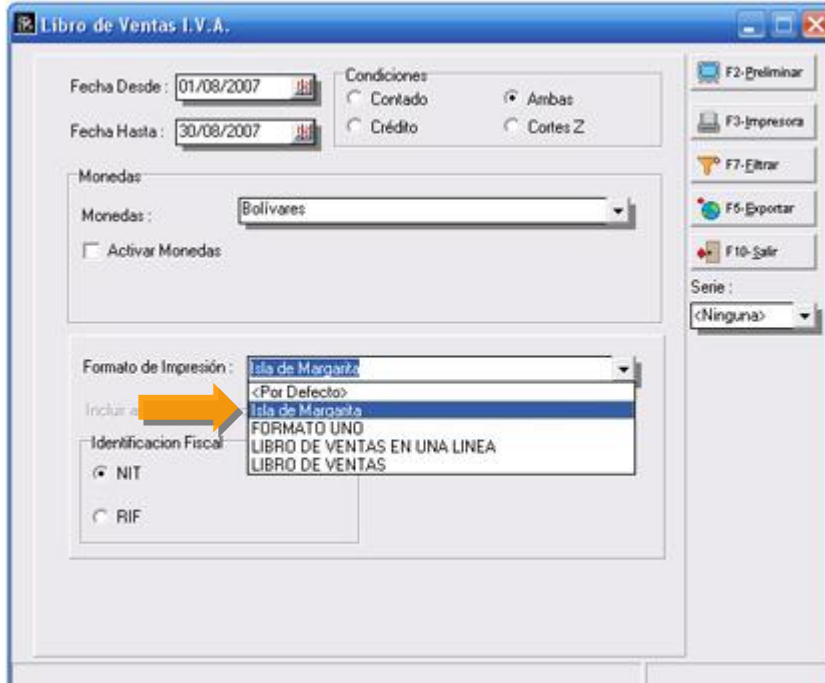 Libro de Ventas I.V.A.
Fecha Desde : 01/08/2007
Condiciones
Contado
Ambas
Fecha Hasta : 30/08/2007
Crédito
Cortes Z
Monedas
Monedas : Bolívares
Activar Monedas
Formato de Impresión : Isla de Margarita
<Por Defecto>
Incluir
Isla de Margarita
FORMATO UNO
Identificacion Fiscal
LIBRO DE VENTAS EN UNA LINEA
NIT
LIBRO DE VENTAS
RIF
F2-Preliminar
F3-Impresora
F7-Filtrar
F5-Exportar
F10-Salir
Serie :
<Ninguna>